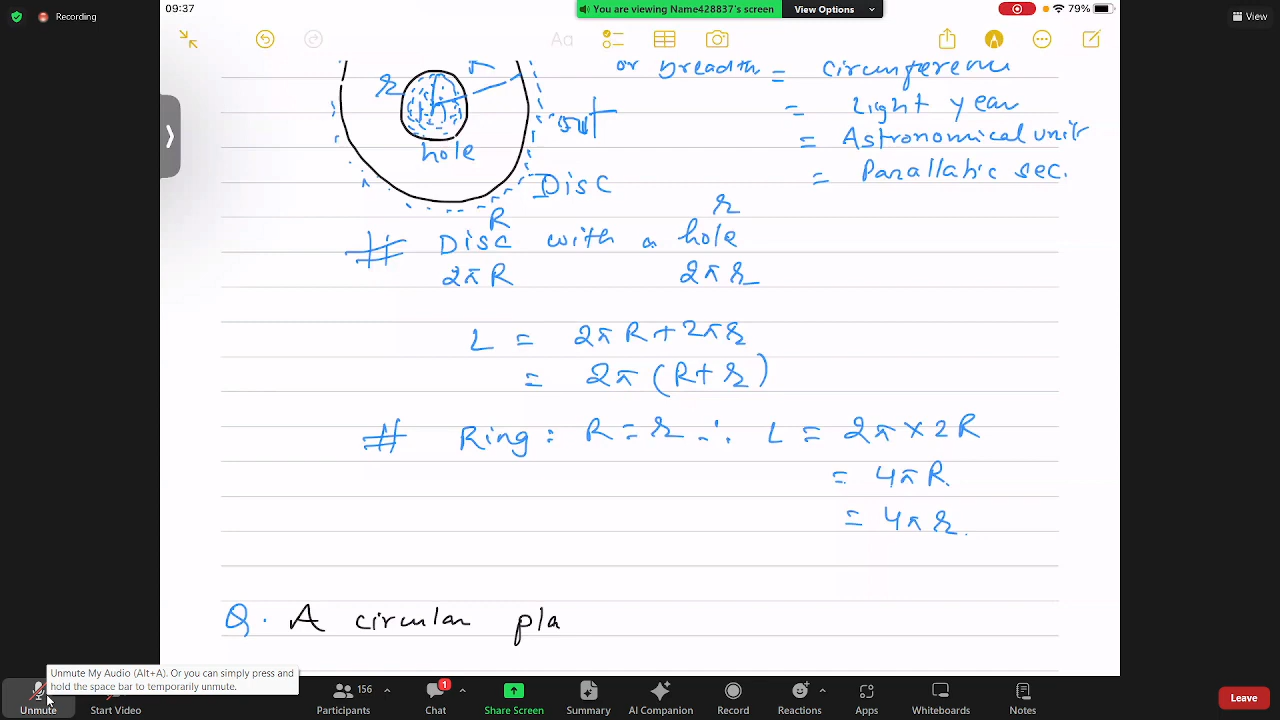 09:37
Recording
You are viewing Name428837's screen
View Options
79%
View
Aa
r
or breadth = circumference
= Light year
out
= Astronomical unit
hole
= Parallatic sec.
Disc
R r
# Disc with a hole
2πR 2πr
L = 2πR + 2πr
= 2π (R + r)
# Ring : R = r ∴ L = 2π × 2R
= 4πR.
= 4πr.
Q. A circular pla
Unmute My Audio (Alt+A). Or you can simply press and
hold the space bar to temporarily unmute.
156
1
Unmute
Start Video
Participants
Chat
Share Screen
Summary
AI Companion
Record
Reactions
Apps
Whiteboards
Notes
Leave